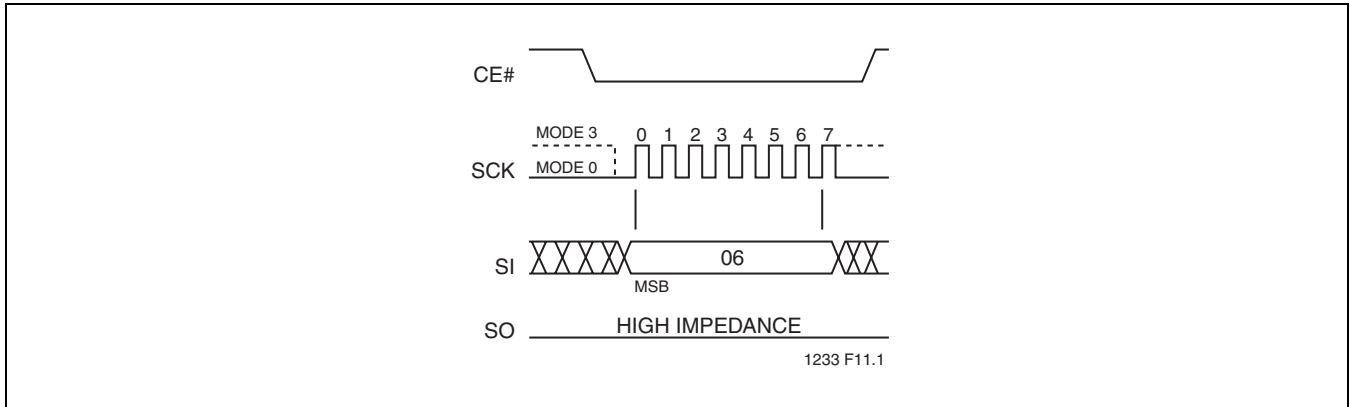 CE#
MODE 3 0 1 2 3 4 5 6 7
SCK MODE 0
SI 06
MSB
SO HIGH IMPEDANCE
1233 F11.1